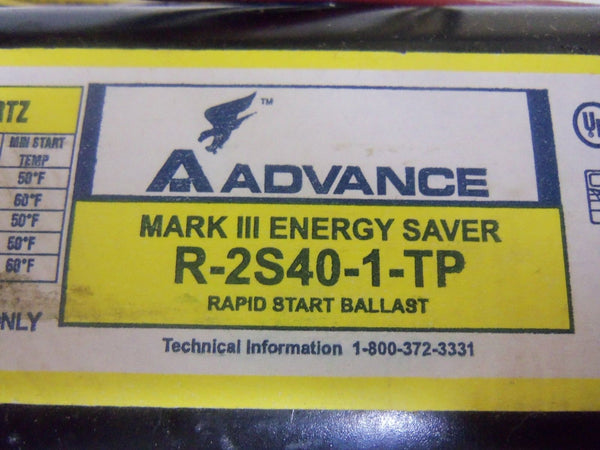 RTZ
MIN START
TEMP
50°F
60°F
50°F
50°F
60°F
NLY
™
ADVANCE
MARK III ENERGY SAVER
R-2S40-1-TP
RAPID START BALLAST
Technical Information 1-800-372-3331